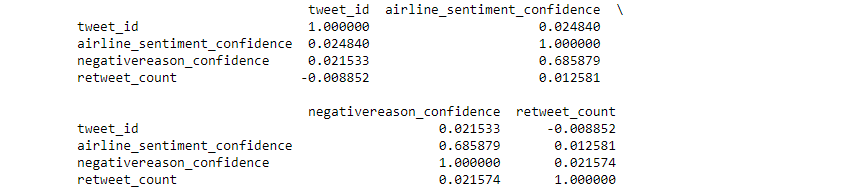 tweet_id airline_sentiment_confidence \
tweet_id 1.000000 0.024840
airline_sentiment_confidence 0.024840 1.000000
negativereason_confidence 0.021533 0.685879
retweet_count -0.008852 0.012581
negativereason_confidence retweet_count
tweet_id 0.021533 -0.008852
airline_sentiment_confidence 0.685879 0.012581
negativereason_confidence 1.000000 0.021574
retweet_count 0.021574 1.000000